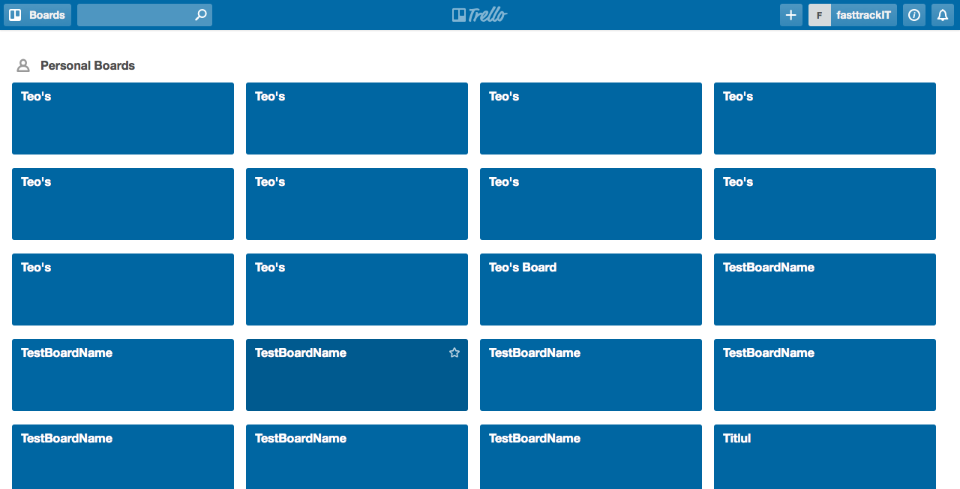 Boards
Trello
F fasttrackIT
Personal Boards
Teo's Teo's Teo's Teo's
Teo's Teo's Teo's Teo's
Teo's Teo's Teo's Board TestBoardName
TestBoardName TestBoardName TestBoardName TestBoardName
TestBoardName TestBoardName TestBoardName Titlul